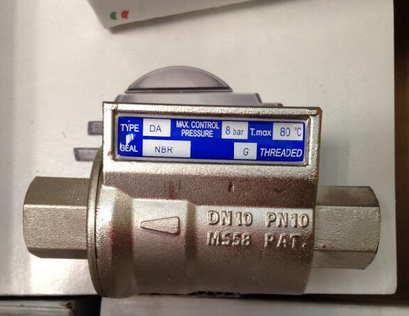 TYPE DA MAX. CONTROL PRESSURE 8 bar T.max 80 °C
SEAL NBR G THREADED
DN10 PN10
MS58 PAT.